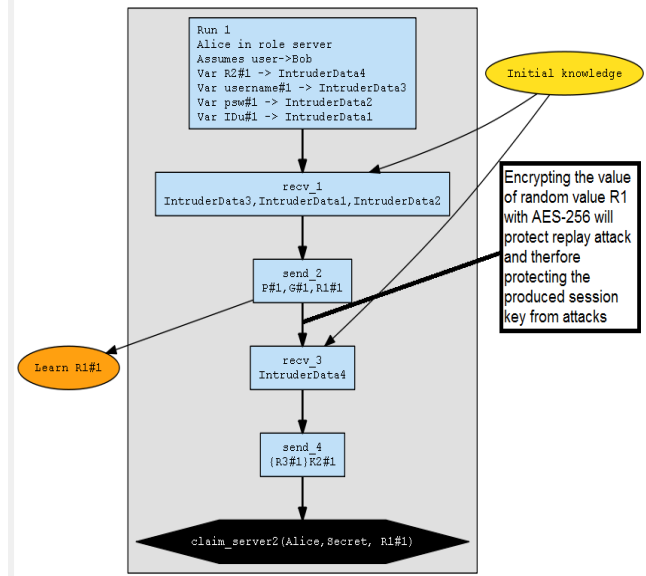 Run 1
Alice in role server
Assumes user->Bob
Var R2#1 -> IntruderData4
Var username#1 -> IntruderData3
Var psw#1 -> IntruderData2
Var IDu#1 -> IntruderData1
Initial knowledge
recv_1
IntruderData3,IntruderData1,IntruderData2
Encrypting the value
of random value R1
with AES-256 will
protect replay attack
and therfore
protecting the
produced session
key from attacks
send_2
P#1,G#1,R1#1
Learn R1#1
recv_3
IntruderData4
send_4
{R3#1}K2#1
claim_server2(Alice,Secret, R1#1)